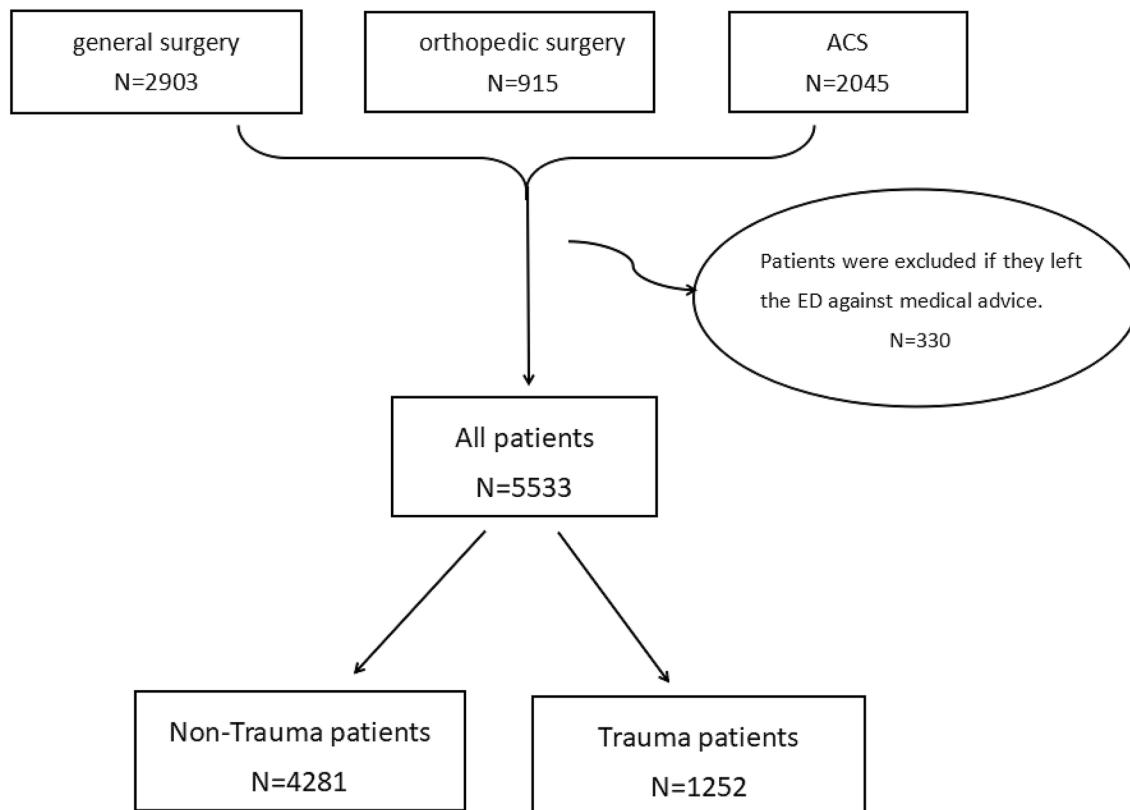 general surgery
N=2903
orthopedic surgery
N=915
ACS
N=2045
Patients were excluded if they left
the ED against medical advice.
N=330
All patients
N=5533
Non-Trauma patients
N=4281
Trauma patients
N=1252